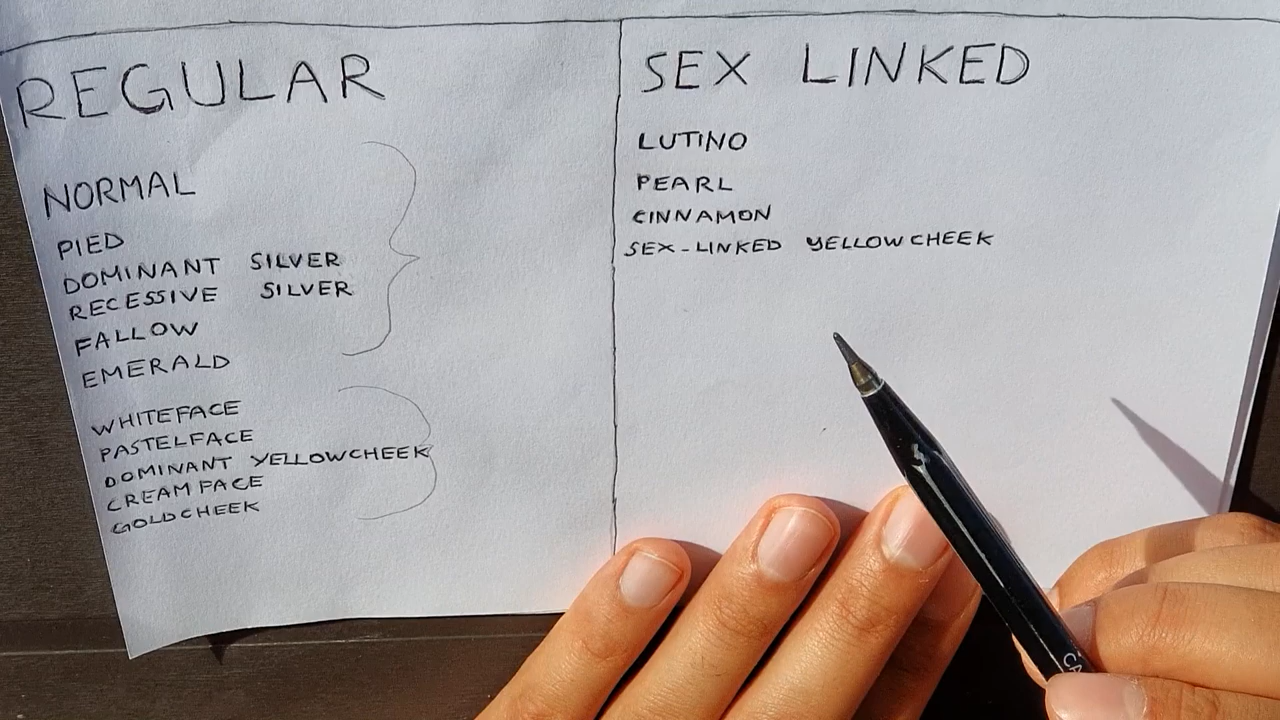 REGULAR
NORMAL
PIED
DOMINANT SILVER
RECESSIVE SILVER
FALLOW
EMERALD
WHITEFACE
PASTELFACE
DOMINANT YELLOWCHEEK
CREAMFACE
GOLDCHEEK
SEX LINKED
LUTINO
PEARL
CINNAMON
SEX-LINKED YELLOWCHEEK